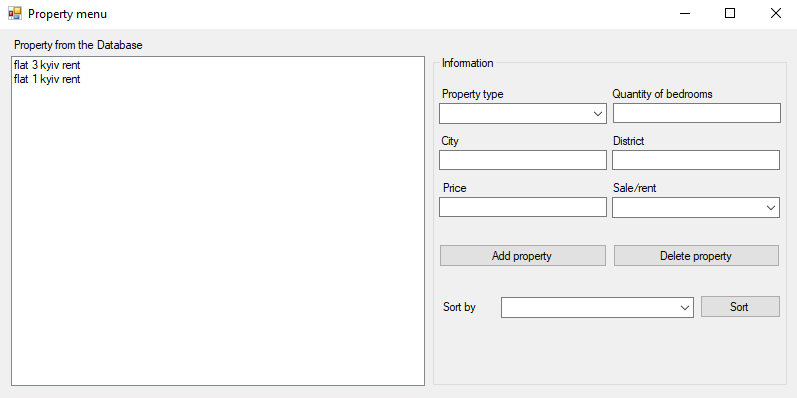 Property menu
Property from the Database
flat 3 kyiv rent
flat 1 kyiv rent
Information
Property type
Quantity of bedrooms
City
District
Price
Sale/rent
Add property
Delete property
Sort by
Sort